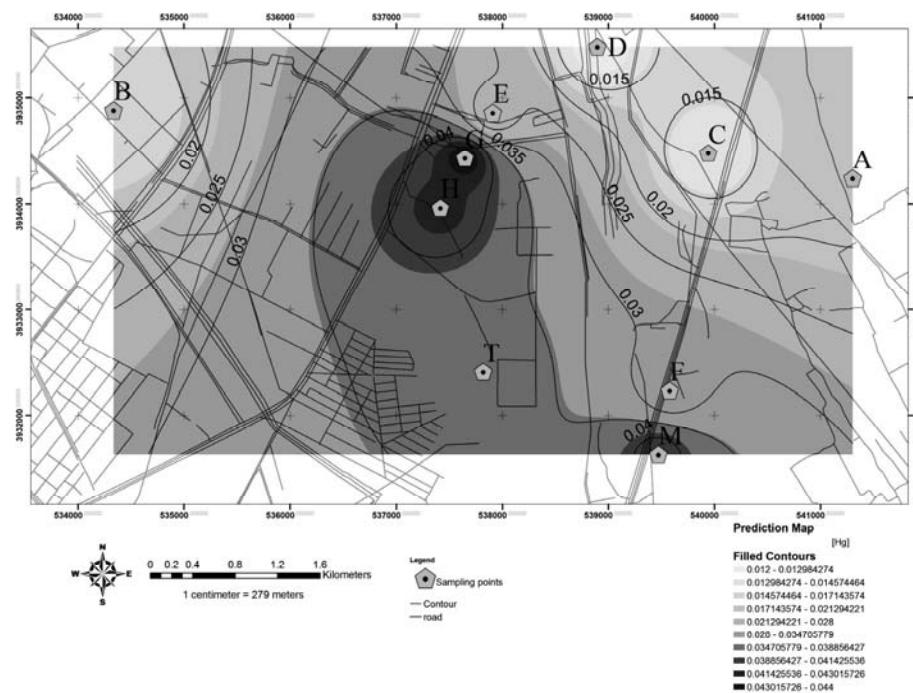 534000 535000 536000 537000 538000 539000 540000 541000
D
0.015
B
E
0.015
3935000
0.04
G
0.035
C
A
0.02
0.025
H
0.025
0.02
3934000
0.03
3933000
0.03
T
F
3932000
0.04
M
534000 535000 536000 537000 538000 539000 540000 541000
N
W E
S
0 0.2 0.4 0.8 1.2 1.6
Kilometers
1 centimeter = 279 meters
Legend
Sampling points
Contour
road
Prediction Map
[Hg]
Filled Contours
0.012 - 0.012984274
0.012984274 - 0.014574464
0.014574464 - 0.017143574
0.017143574 - 0.021294221
0.021294221 - 0.028
0.028 - 0.034705779
0.034705779 - 0.038856427
0.038856427 - 0.041425536
0.041425536 - 0.043015726
0.043015726 - 0.044